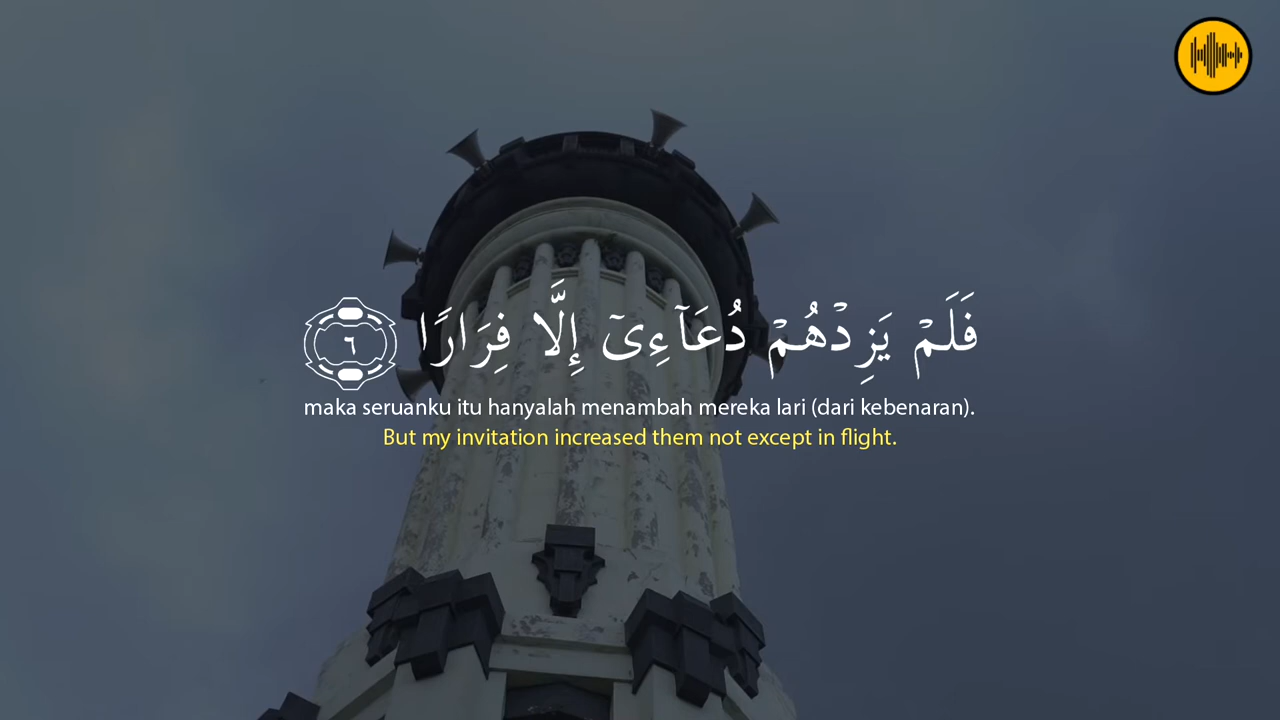 فَلَمْ يَزِدْهُمْ دُعَآءِىٓ إِلَّا فِرَارًا ٦
maka seruanku itu hanyalah menambah mereka lari (dari kebenaran).
But my invitation increased them not except in flight.